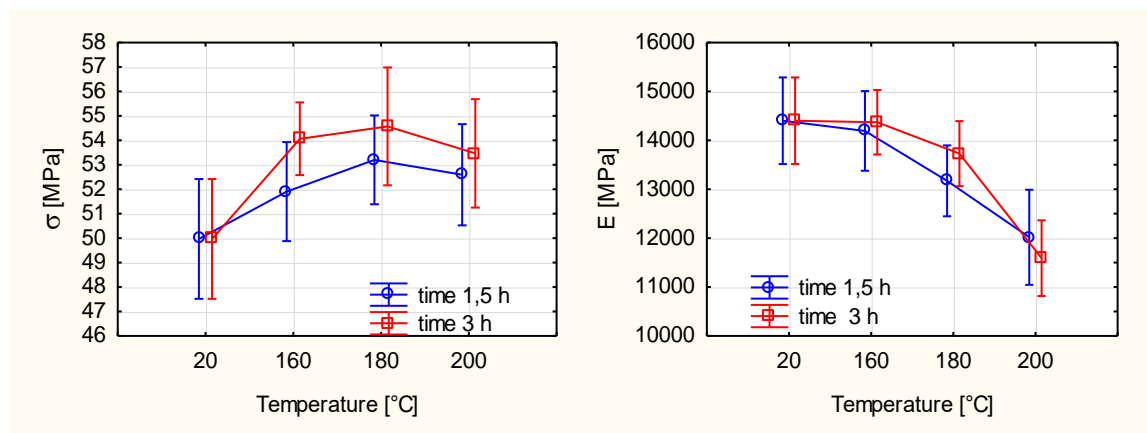 58
57
56
55
54
53
52
51
50
49
48
47
46
σ [MPa]
time 1,5 h
time 3 h
20 160 180 200
Temperature [°C]
16000
15000
14000
13000
12000
11000
10000
E [MPa]
time 1,5 h
time 3 h
20 160 180 200
Temperature [°C]